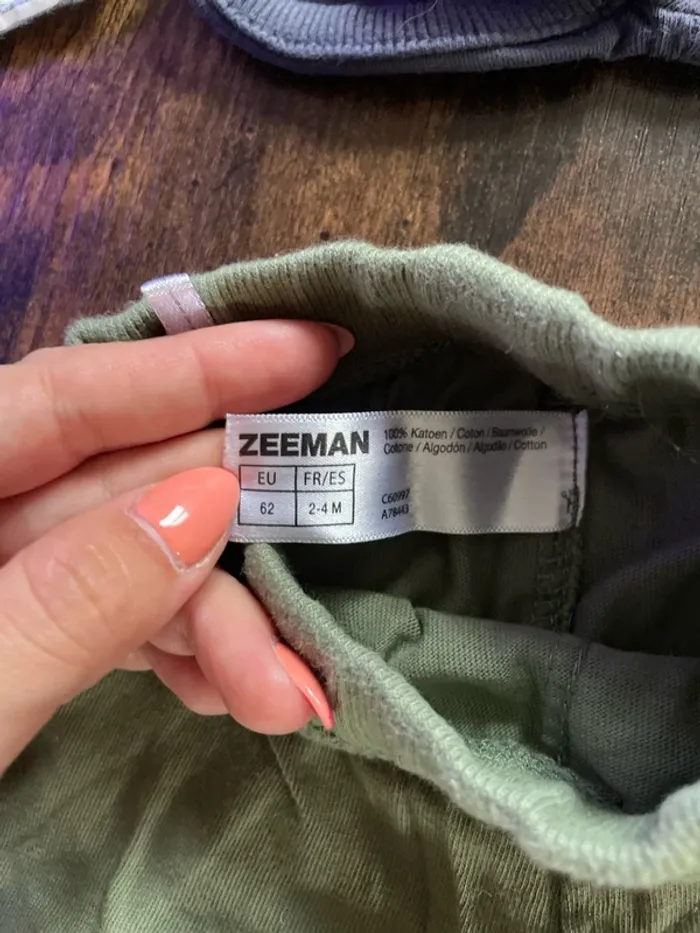 ZEEMAN
100% Katoen / Coton / Baumwolle /
Cotone / Algodón / Algodão / Cotton
EU FR/ES
62 2-4 M
C60997
A78443